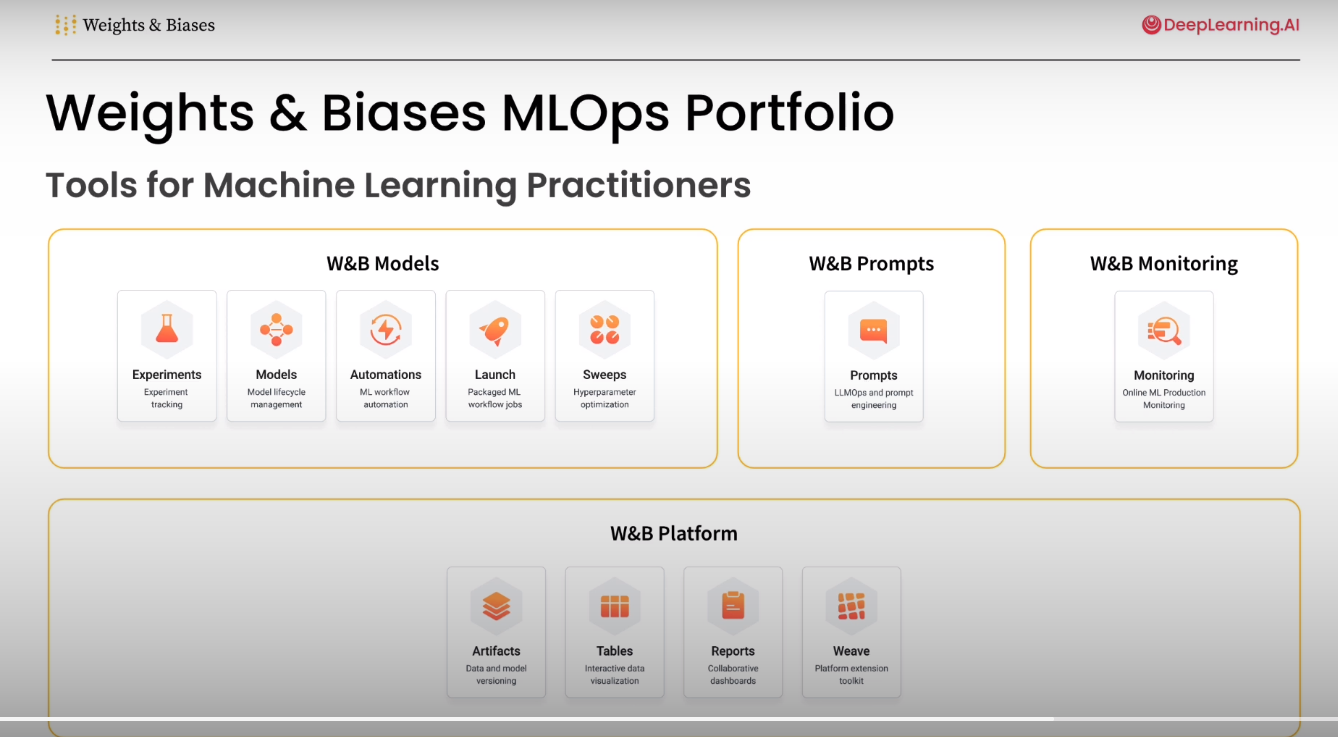 Weights & Biases
DeepLearning.AI
Weights & Biases MLOps Portfolio
Tools for Machine Learning Practitioners
W&B Models
Experiments
Experiment
tracking
Models
Model lifecycle
management
Automations
ML workflow
automation
Launch
Packaged ML
workflow jobs
Sweeps
Hyperparameter
optimization
W&B Prompts
Prompts
LLMOps and prompt
engineering
W&B Monitoring
Monitoring
Online ML Production
Monitoring
W&B Platform
Artifacts
Data and model
versioning
Tables
Interactive data
visualization
Reports
Collaborative
dashboards
Weave
Platform extension
toolkit